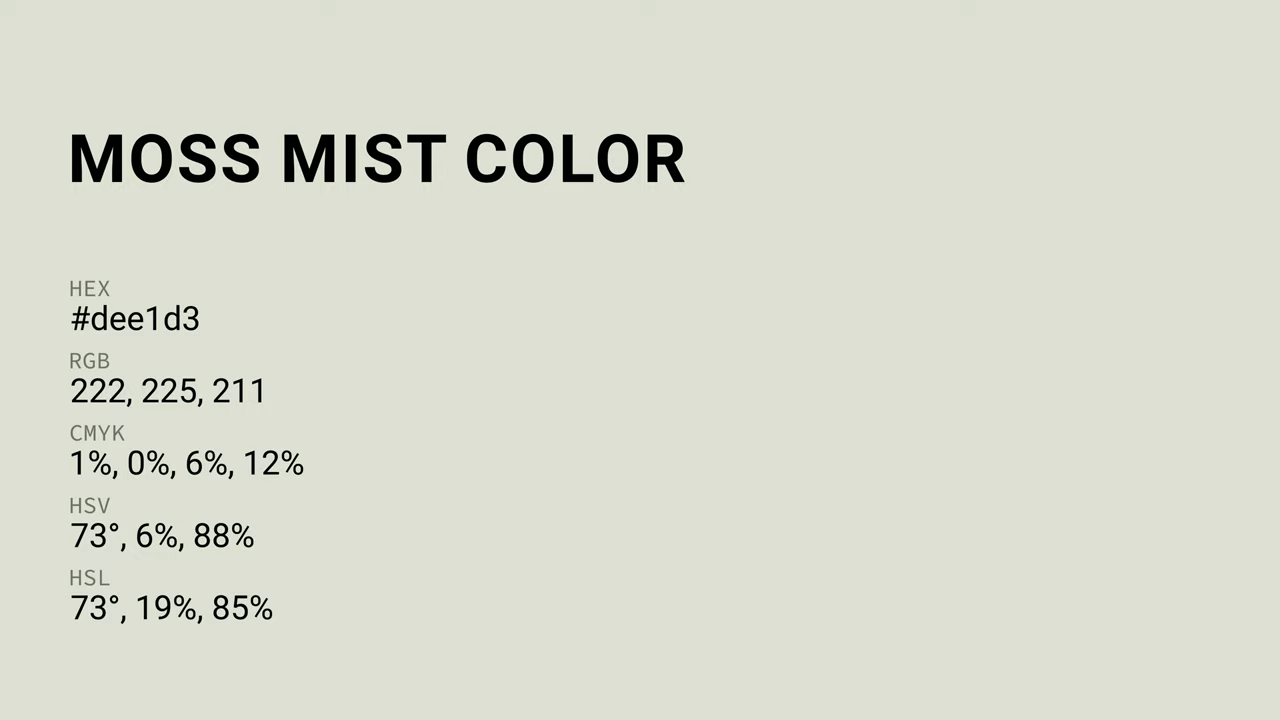 MOSS MIST COLOR
HEX
#dee1d3
RGB
222, 225, 211
CMYK
1%, 0%, 6%, 12%
HSV
73°, 6%, 88%
HSL
73°, 19%, 85%